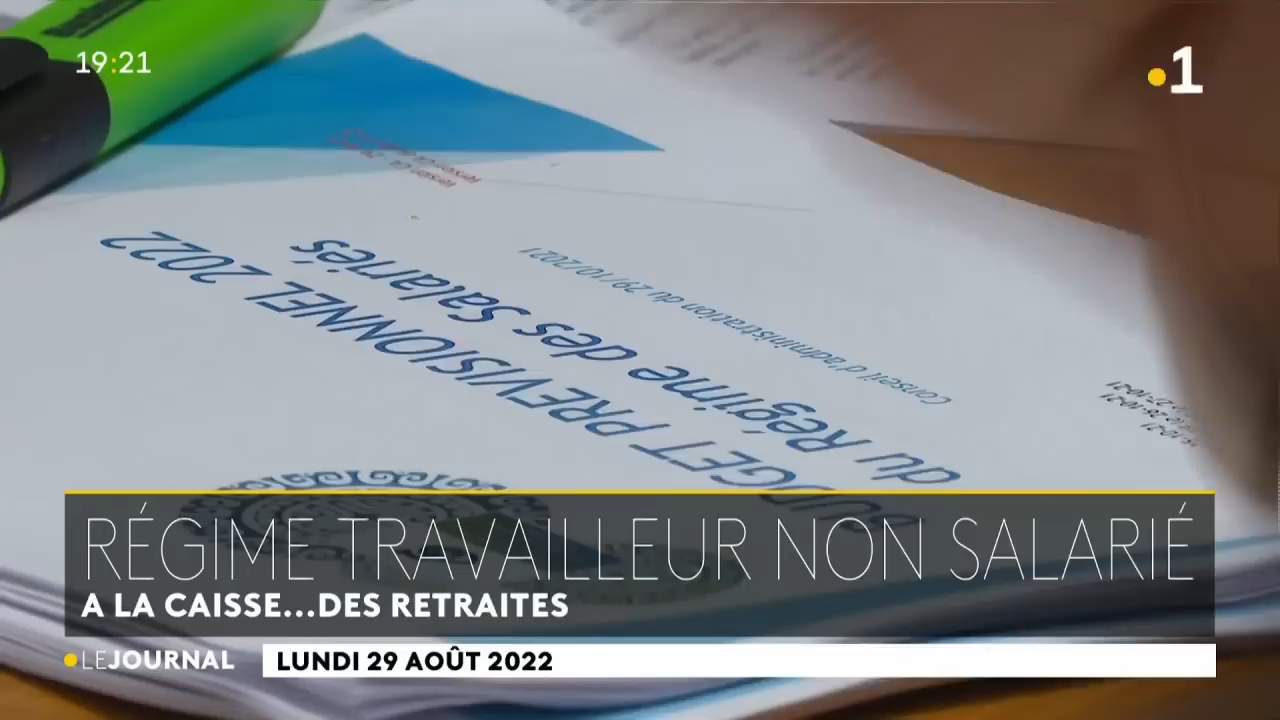 19:21
1
BUDGET PREVISIONNEL 2022
du Régime des Salariés
Conseil d'administration du 29/10/2021
RÉGIME TRAVAILLEUR NON SALARIÉ
A LA CAISSE...DES RETRAITES
LEJOURNAL
LUNDI 29 AOÛT 2022